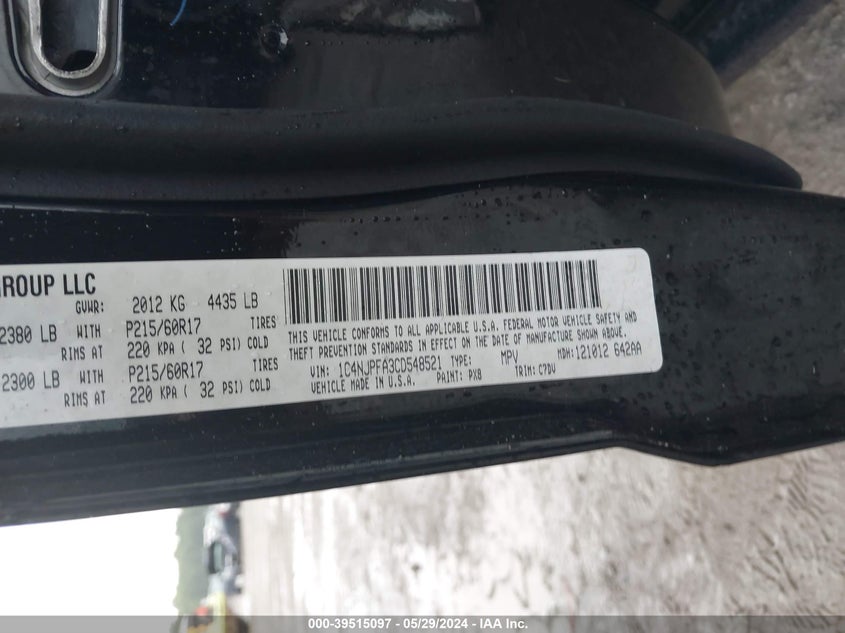 GROUP LLC
GVWR: 2012 KG 4435 LB
2380 LB WITH P215/60R17 TIRES
RIMS AT 220 KPA ( 32 PSI) COLD
2300 LB WITH P215/60R17 TIRES
RIMS AT 220 KPA ( 32 PSI) COLD
THIS VEHICLE CONFORMS TO ALL APPLICABLE U.S.A. FEDERAL MOTOR VEHICLE SAFETY AND
THEFT PREVENTION STANDARDS IN EFFECT ON THE DATE OF MANUFACTURE SHOWN ABOVE.
VIN: 1C4NJPFA3CD548521 TYPE: MPV MDH: 121012 642AA
VEHICLE MADE IN U.S.A. PAINT: PX8 TRIM: C7DV
000-39515097 - 05/29/2024 - IAA Inc.